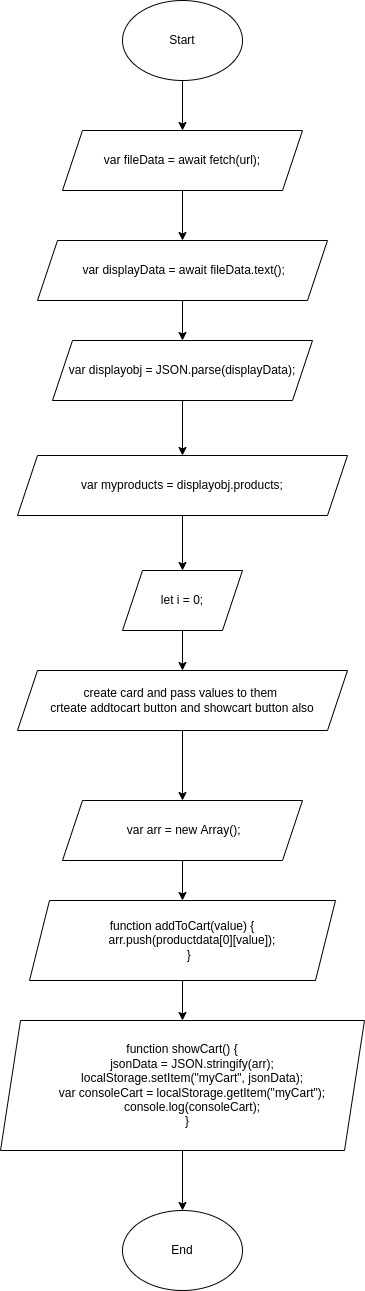 Start
var fileData = await fetch(url);
var displayData = await fileData.text();
var displayobj = JSON.parse(displayData);
var myproducts = displayobj.products;
let i = 0;
create card and pass values to them
crteate addtocart button and showcart button also
var arr = new Array();
function addToCart(value) {
arr.push(productdata[0][value]);
}
function showCart() {
jsonData = JSON.stringify(arr);
localStorage.setItem("myCart", jsonData);
var consoleCart = localStorage.getItem("myCart");
console.log(consoleCart);
}
End